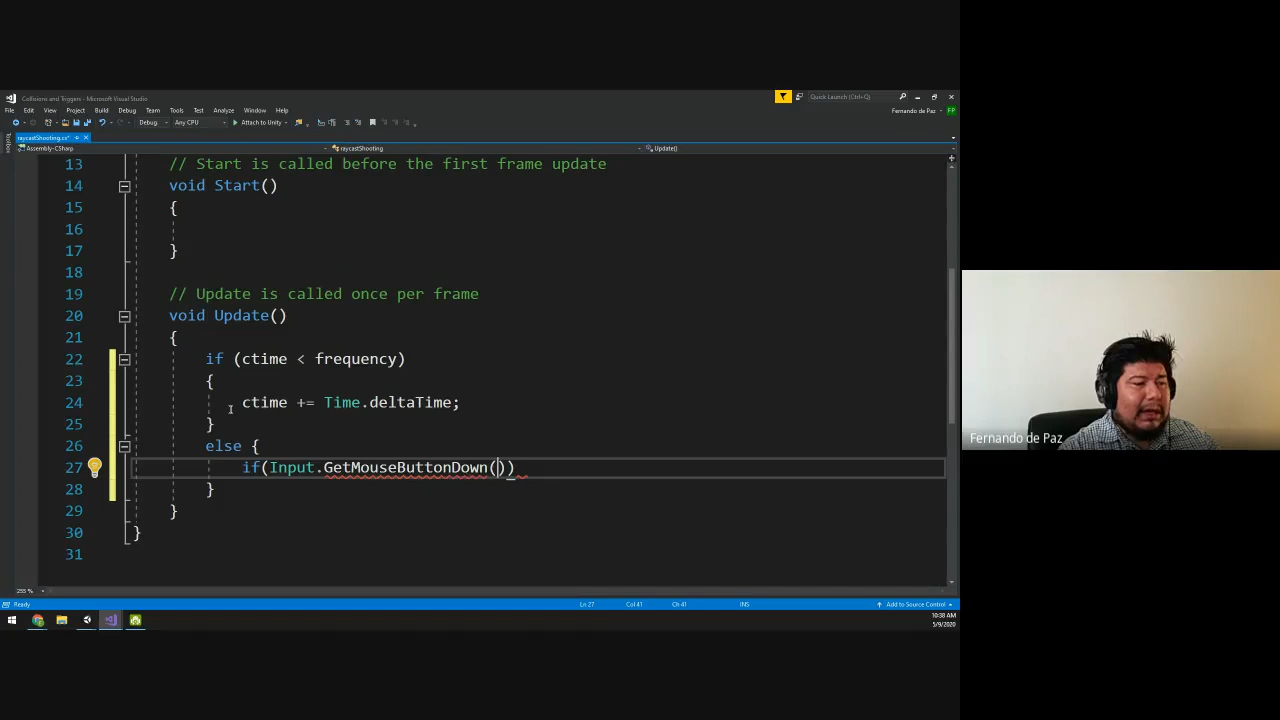 Collisions and Triggers - Microsoft Visual Studio
Quick Launch (Ctrl+Q)
File Edit View Project Build Debug Team Tools Test Analyze Window Help
Fernando de Paz FP
Debug Any CPU Attach to Unity
Toolbox
raycastShooting.cs*
Assembly-CSharp raycastShooting Update()
13 // Start is called before the first frame update
14 void Start()
15 {
16
17 }
18
19 // Update is called once per frame
20 void Update()
21 {
22 if (ctime < frequency)
23 {
24 ctime += Time.deltaTime;
25 }
26 else {
27 if(Input.GetMouseButtonDown())
28 }
29 }
30 }
31
255 %
Ready Ln 27 Col 41 Ch 41 INS Add to Source Control
10:38 AM
5/9/2020
Fernando de Paz